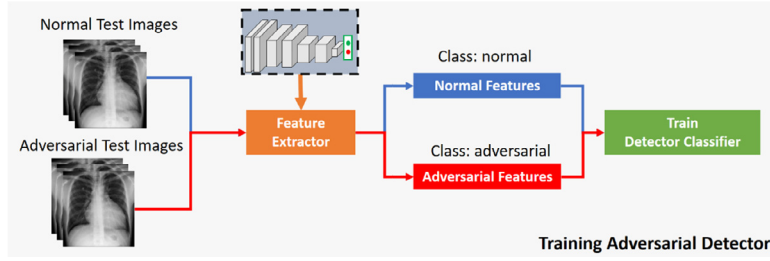 Normal Test Images
Adversarial Test Images
Feature
Extractor
Class: normal
Normal Features
Class: adversarial
Adversarial Features
Train
Detector Classifier
Training Adversarial Detector